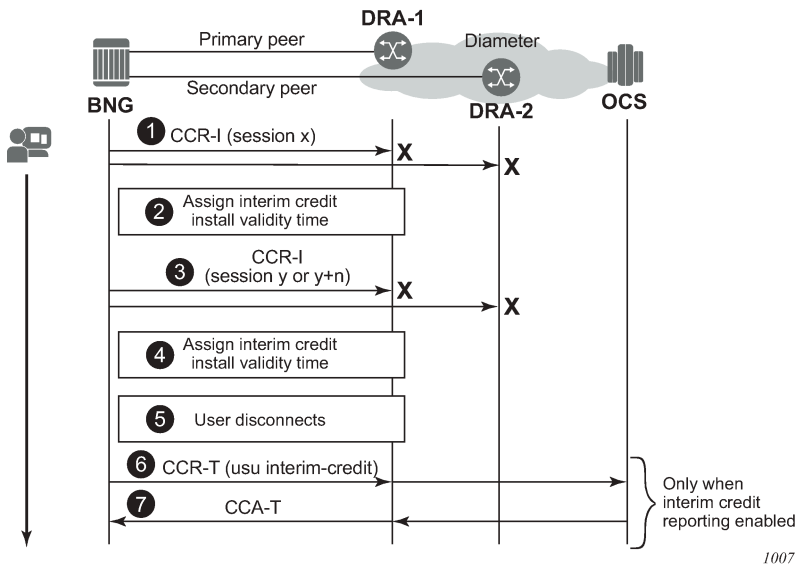 DRA-1
Primary peer
Diameter
Secondary peer
BNG
DRA-2
OCS
1 CCR-I (session x)
X
X
2 Assign interim credit
install validity time
CCR-I
3 (session y or y+n)
X
X
4 Assign interim credit
install validity time
5 User disconnects
6 CCR-T (usu interim-credit)
7 CCA-T
Only when
interim credit
reporting enabled
1007